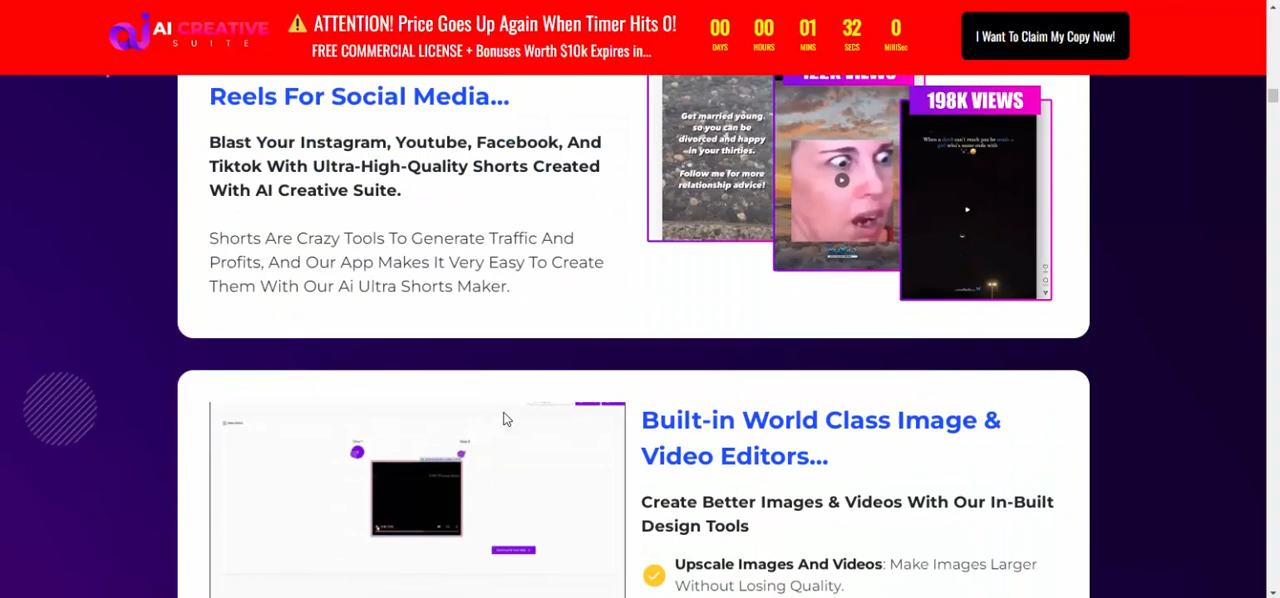 AI CREATIVE
SUITE
⚠ ATTENTION! Price Goes Up Again When Timer Hits 0!
FREE COMMERCIAL LICENSE + Bonuses Worth $10k Expires in...
00 00 01 32 0
DAYS HOURS MINS SECS MilliSec
I Want To Claim My Copy Now!
Reels For Social Media...
Blast Your Instagram, Youtube, Facebook, And
Tiktok With Ultra-High-Quality Shorts Created
With AI Creative Suite.
Shorts Are Crazy Tools To Generate Traffic And
Profits, And Our App Makes It Very Easy To Create
Them With Our Ai Ultra Shorts Maker.
Get married young,
so you can be
divorced and happy
in your thirties.
Follow me for more
relationship advice!
122K VIEWS
198K VIEWS
Built-in World Class Image &
Video Editors...
Create Better Images & Videos With Our In-Built
Design Tools
Upscale Images And Videos: Make Images Larger
Without Losing Quality.